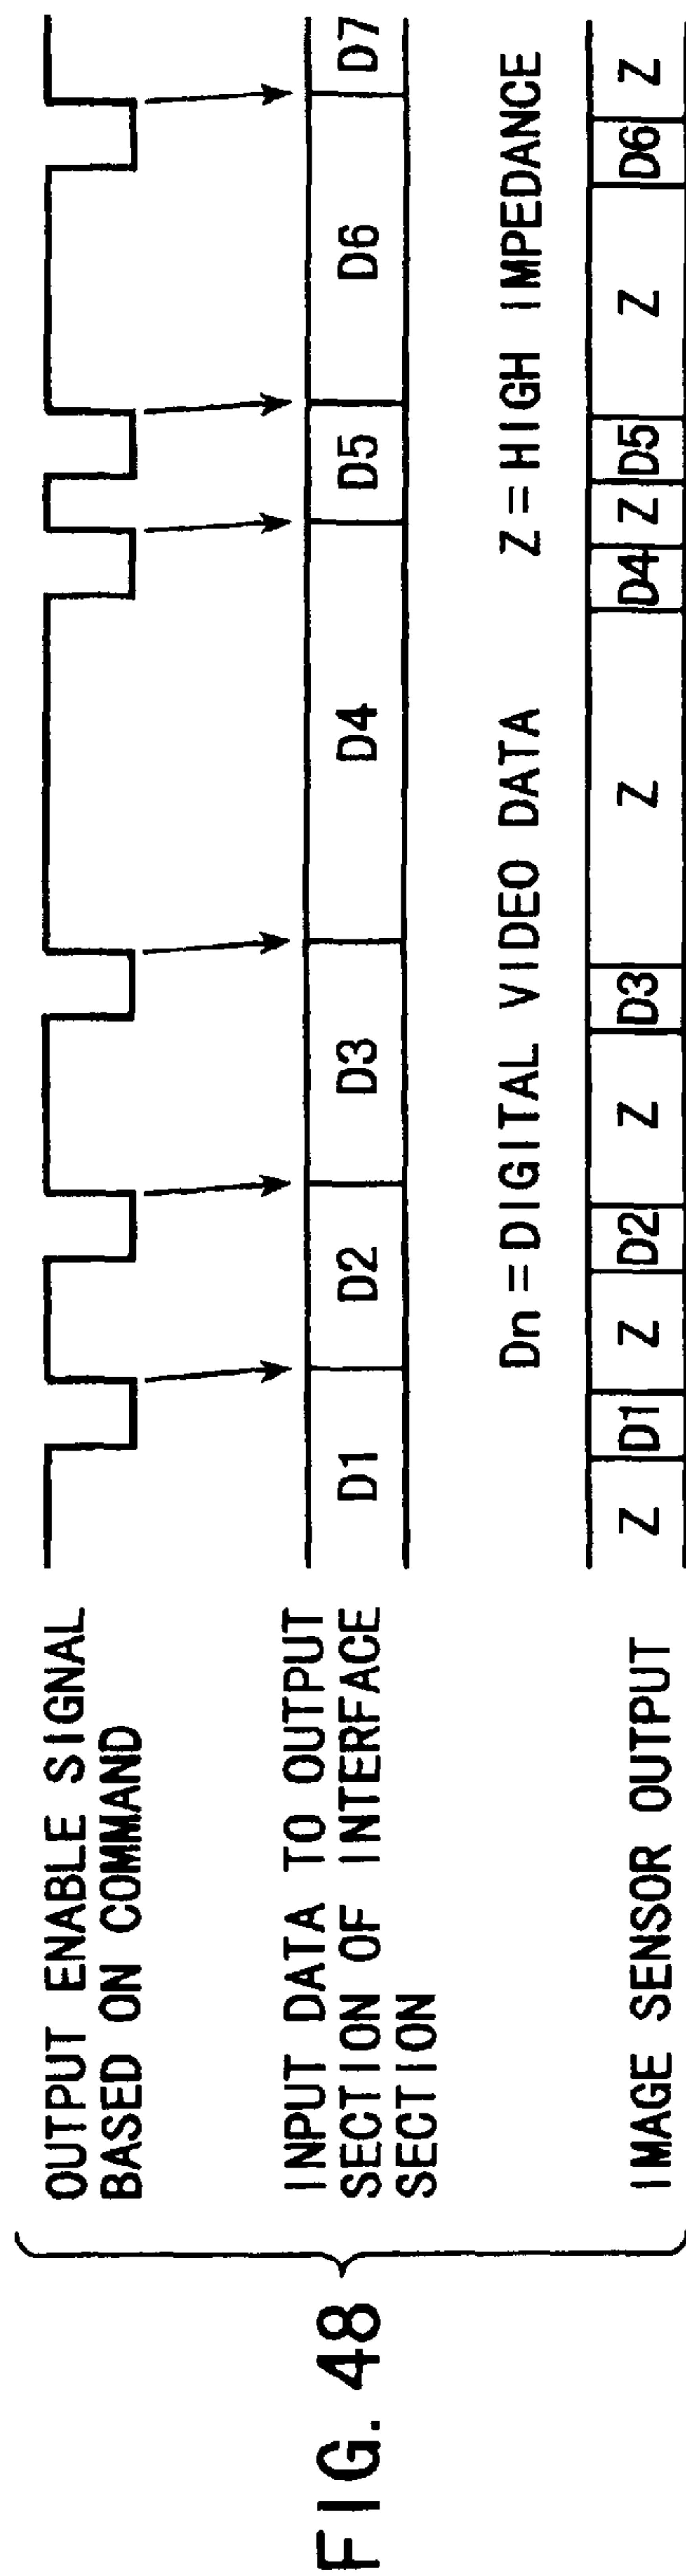 FIG. 48
OUTPUT ENABLE SIGNAL
BASED ON COMMAND
INPUT DATA TO OUTPUT
SECTION OF INTERFACE
SECTION
D1 D2 D3 D4 D5 D6 D7
Dn=DIGITAL VIDEO DATA Z=HIGH IMPEDANCE
IMAGE SENSOR OUTPUT
Z D1 Z D2 Z D3 Z D4 Z D5 Z D6 Z